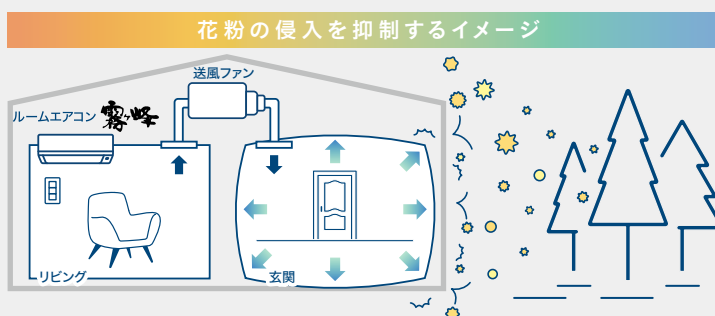 花粉の侵入を抑制するイメージ
送風ファン
ルームエアコン 霧ヶ峰
リビング
玄関